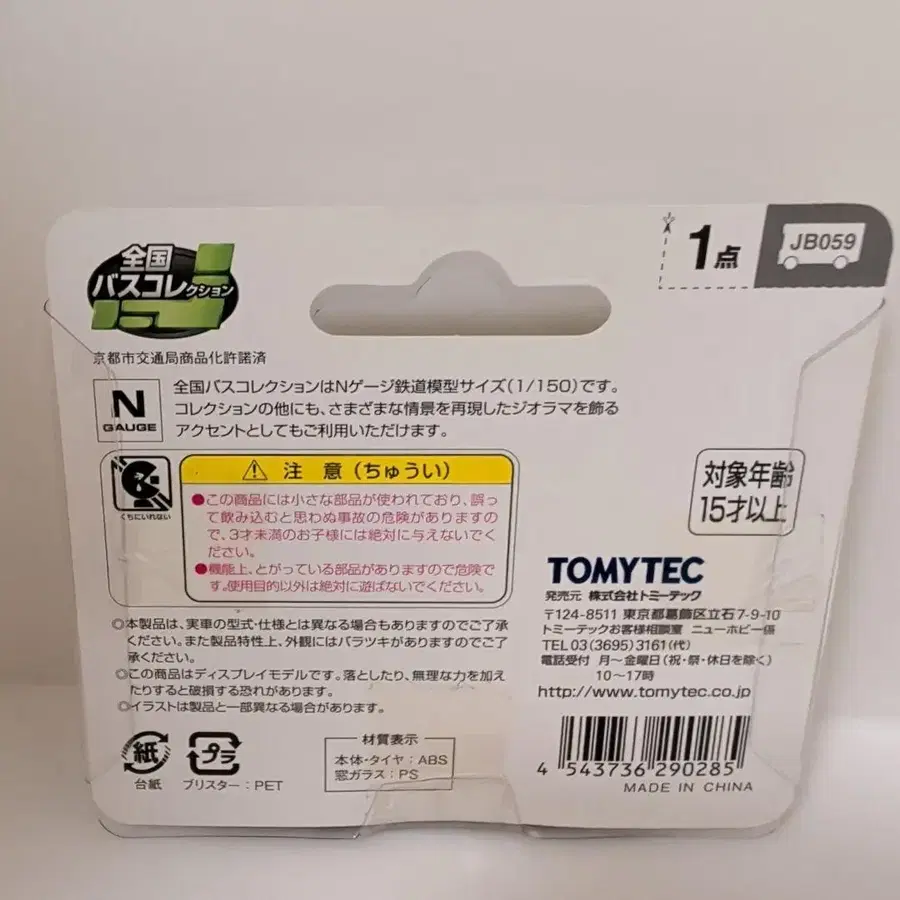 全国
バスコレクション
1点
JB059
京都市交通局商品化許諾済
N
GAUGE
全国バスコレクションはNゲージ鉄道模型サイズ(1/150)です。
コレクションの他にも、さまざまな情景を再現したジオラマを飾る
アクセントとしてもご利用いただけます。
くちにいれない
⚠ 注 意(ちゅうい)
●この商品には小さな部品が使われており、誤っ
て飲み込むと思わぬ事故の危険がありますの
で、3才未満のお子様には絶対に与えないでく
ださい。
●機能上、とがっている部品がありますので危険で
す。使用目的以外は絶対に遊ばないでください。
対象年齢
15才以上
◎本製品は、実車の型式・仕様とは異なる場合もありますのでご了承
ください。また製品特性上、外観にはバラツキがありますのでご了
承ください。
◎この商品はディスプレイモデルです。落としたり、無理な力を加え
たりすると破損する恐れがあります。
◎イラストは製品と一部異なる場合があります。
TOMYTEC
発売元 株式会社トミーテック
〒124-8511 東京都葛飾区立石7-9-10
トミーテックお客様相談室 ニューホビー係
TEL03(3695)3161(代)
電話受付 月~金曜日(祝・祭・休日を除く)
10~17時
http://www.tomytec.co.jp
紙
台紙
プラ
ブリスター:PET
材質表示
本体・タイヤ:ABS
窓ガラス:PS
4 543736 290285
MADE IN CHINA